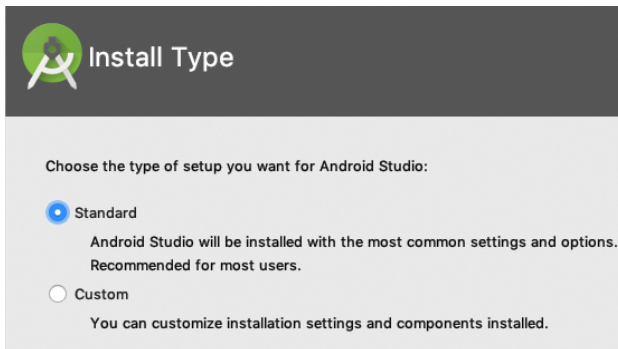 Install Type
Choose the type of setup you want for Android Studio:
Standard
Android Studio will be installed with the most common settings and options.
Recommended for most users.
Custom
You can customize installation settings and components installed.